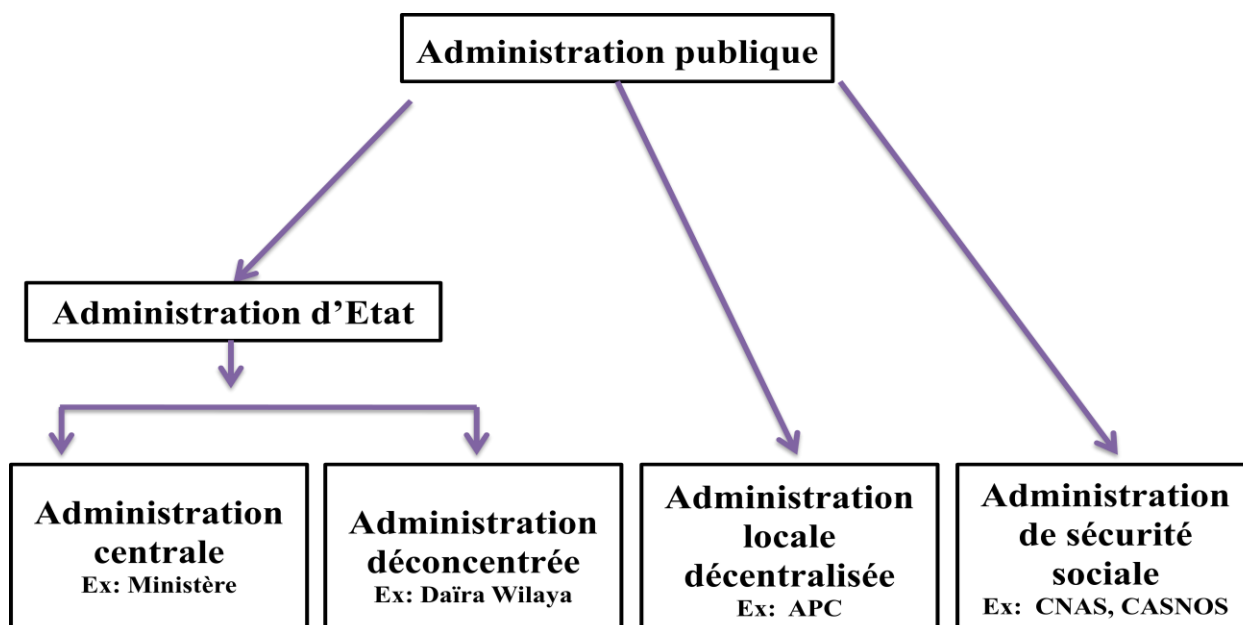 Administration publique
Administration d’Etat
Administration
centrale
Ex: Ministère
Administration
déconcentrée
Ex: Daïra Wilaya
Administration
locale
décentralisée
Ex: APC
Administration
de sécurité
sociale
Ex: CNAS, CASNOS